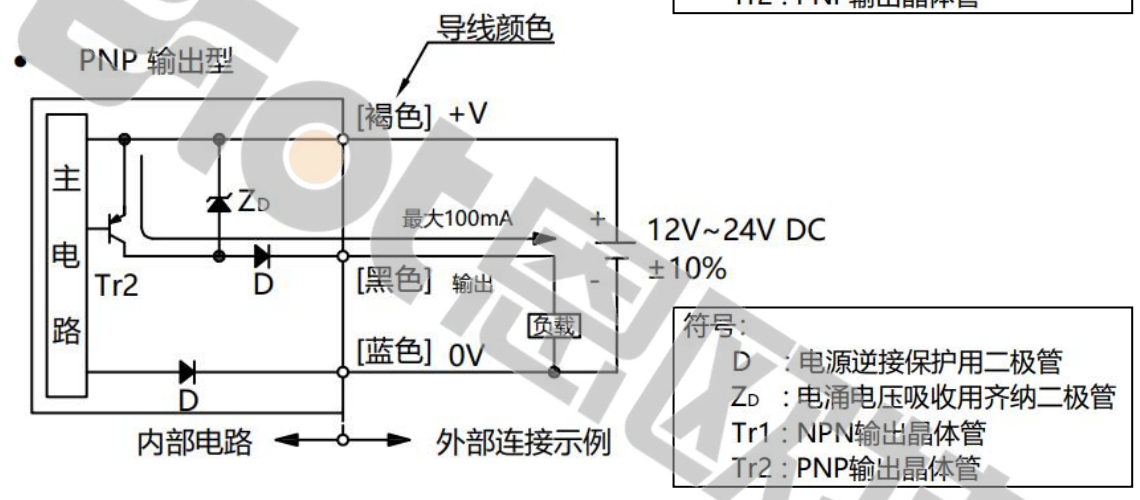 Tr2 : PNP输出晶体管
导线颜色
• PNP 输出型
[褐色] +V
主
电
路
ZD
最大100mA
+
12V~24V DC
±10%
-
Tr2
D
[黑色] 输出
负载
[蓝色] 0V
D
内部电路
外部连接示例
符号:
D : 电源逆接保护用二极管
ZD : 电涌电压吸收用齐纳二极管
Tr1 : NPN输出晶体管
Tr2 : PNP输出晶体管